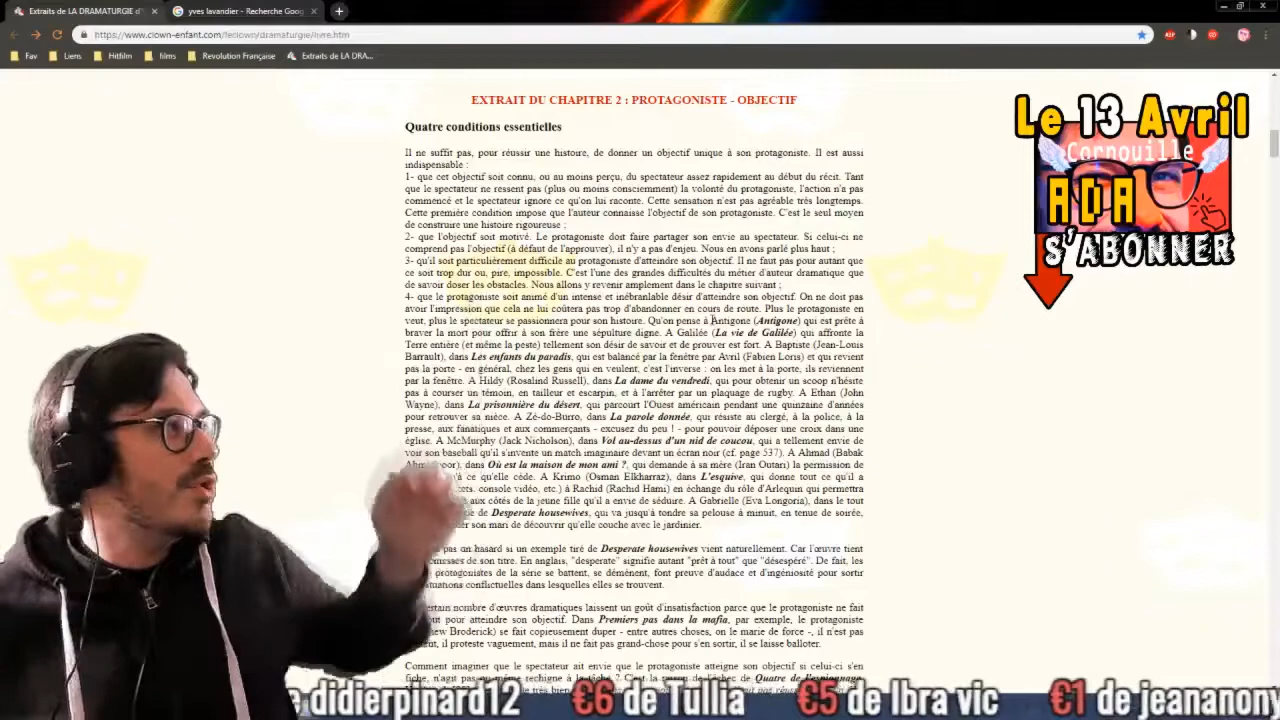 Extraits de LA DRAMATURGIE d'
yves lavandier - Recherche Goog
https://www.clown-enfant.com/leclown/dramaturgie/livre.htm
Fav
Liens
Hitfilm
films
Revolution Française
Extraits de LA DRA...
EXTRAIT DU CHAPITRE 2 : PROTAGONISTE - OBJECTIF
Quatre conditions essentielles
Il ne suffit pas, pour réussir une histoire, de donner un objectif unique à son protagoniste. Il est aussi
indispensable :
1- que cet objectif soit connu, ou au moins perçu, du spectateur assez rapidement au début du récit. Tant
que le spectateur ne ressent pas (plus ou moins consciemment) la volonté du protagoniste, l'action n'a pas
commencé et le spectateur ignore ce qu'on lui raconte. Cette sensation n'est pas agréable très longtemps.
Cette première condition impose que l'auteur connaisse l'objectif de son protagoniste. C'est le seul moyen
de construire une histoire rigoureuse ;
2- que l'objectif soit motivé. Le protagoniste doit faire partager son envie au spectateur. Si celui-ci ne
comprend pas l'objectif (à défaut de l'approuver), il n'y a pas d'enjeu. Nous en avons parlé plus haut ;
3- qu'il soit particulièrement difficile au protagoniste d'atteindre son objectif. Il ne faut pas pour autant que
ce soit trop dur ou, pire, impossible. C'est l'une des grandes difficultés du métier d'auteur dramatique que
de savoir doser les obstacles. Nous allons y revenir amplement dans le chapitre suivant ;
4- que le protagoniste soit animé d'un intense et inébranlable désir d'atteindre son objectif. On ne doit pas
avoir l'impression que cela ne lui coûtera pas trop d'abandonner en cours de route. Plus le protagoniste en
veut, plus le spectateur se passionnera pour son histoire. Qu'on pense à Antigone (Antigone) qui est prête à
braver la mort pour offrir à son frère une sépulture digne. A Galilée (La vie de Galilée) qui affronte la
Terre entière (et même la peste) tellement son désir de savoir et de prouver est fort. A Baptiste (Jean-Louis
Barrault), dans Les enfants du paradis, qui est balancé par la fenêtre par Avril (Fabien Loris) et qui revient
pas la porte - en général, chez les gens qui en veulent, c'est l'inverse : on les met à la porte, ils reviennent
par la fenêtre. A Hildy (Rosalind Russell), dans La dame du vendredi, qui pour obtenir un scoop n'hésite
pas à courser un témoin, en tailleur et escarpin, et à l'arrêter par un plaquage de rugby. A Ethan (John
Wayne), dans La prisonnière du désert, qui parcourt l'Ouest américain pendant une quinzaine d'années
pour retrouver sa nièce. A Zé-do-Burro, dans La parole donnée, qui résiste au clergé, à la police, à la
presse, aux fanatiques et aux commerçants - excusez du peu ! - pour pouvoir déposer une croix dans une
église. A McMurphy (Jack Nicholson), dans Vol au-dessus d'un nid de coucou, qui a tellement envie de
voir son baseball qu'il s'invente un match imaginaire devant un écran noir (cf. page 537). A Ahmad (Babak
dans Où est la maison de mon ami ?, qui demande à sa mère (Iran Outari) la permission de
ce qu'elle cède. A Krimo (Osman Elkharraz), dans L'esquive, qui donne tout ce qu'il a
console vidéo, etc.) à Rachid (Rachid Hami) en échange du rôle d'Arlequin qui permettra
aux côtés de la jeune fille qu'il a envie de séduire. A Gabrielle (Eva Longoria), dans le tout
de Desperate housewives, qui va jusqu'à tondre sa pelouse à minuit, en tenue de soirée,
son mari de découvrir qu'elle couche avec le jardinier.
pas un hasard si un exemple tiré de Desperate housewives vient naturellement. Car l'œuvre tient
de son titre. En anglais, "desperate" signifie autant "prêt à tout" que "désespéré". De fait, les
protagonistes de la série se battent, se démènent, font preuve d'audace et d'ingéniosité pour sortir
conflictuelles dans lesquelles elles se trouvent.
certain nombre d'œuvres dramatiques laissent un goût d'insatisfaction parce que le protagoniste ne fait
pour atteindre son objectif. Dans Premiers pas dans la mafia, par exemple, le protagoniste
Broderick) se fait copieusement duper - entre autres choses, on le marie de force -, il n'est pas
il proteste vaguement, mais il ne fait pas grand-chose pour s'en sortir, il se laisse balloter.
Comment imaginer que le spectateur ait envie que le protagoniste atteigne son objectif si celui-ci s'en
Quatre de l'espionnage
Le 13 Avril
Cornouille
ADA
S'ABONNER
didierpinard12 €6 de Tullia €5 de Ibra vic €1 de jeananony